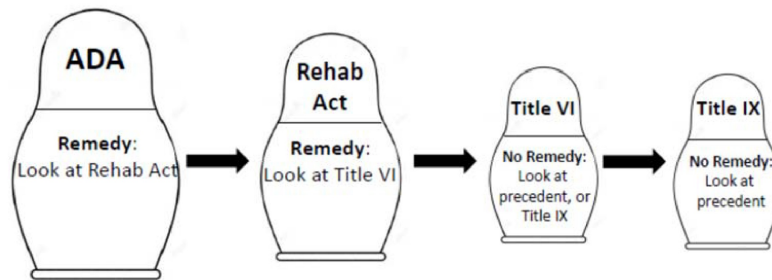 ADA
Remedy:
Look at Rehab Act
Rehab
Act
Remedy:
Look at Title VI
Title VI
No Remedy:
Look at
precedent, or
Title IX
Title IX
No Remedy:
Look at
precedent